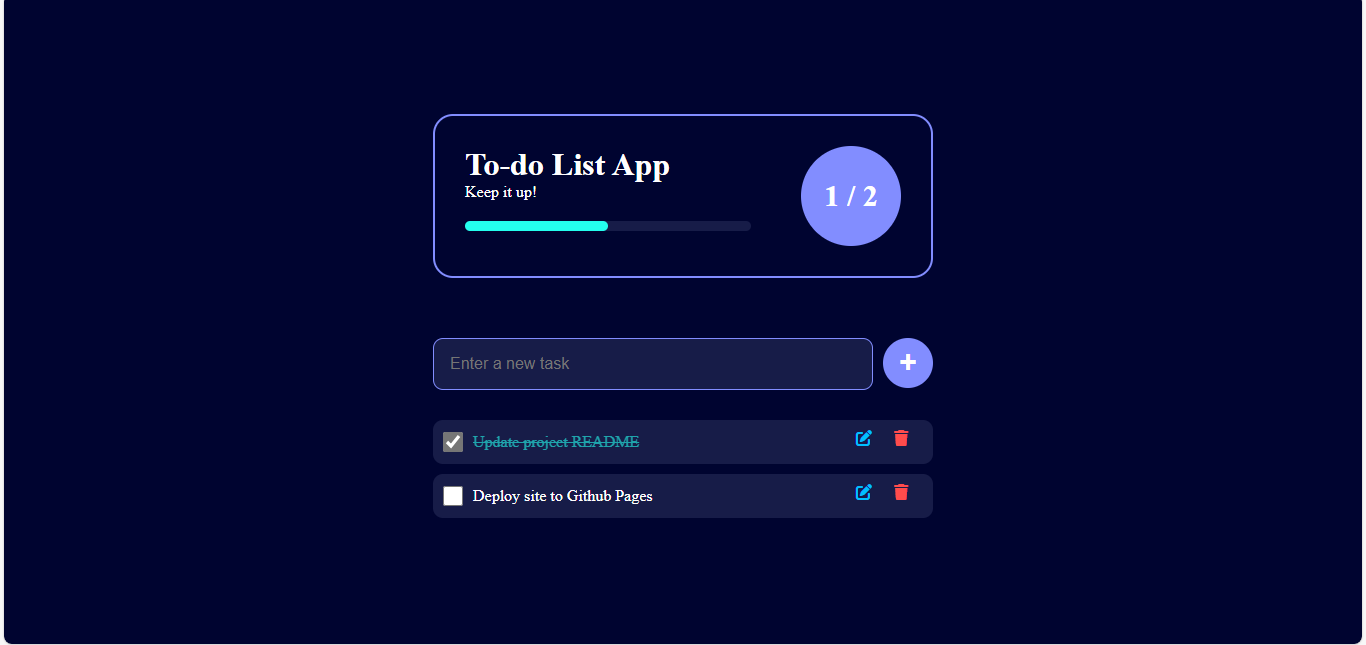 To-do List App
Keep it up!
1 / 2
Enter a new task
+
Update project README
Deploy site to Github Pages